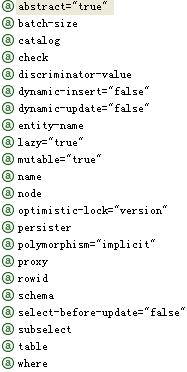 abstract="true"
batch-size
catalog
check
discriminator-value
dynamic-insert="false"
dynamic-update="false"
entity-name
lazy="true"
mutable="true"
name
node
optimistic-lock="version"
persister
polymorphism="implicit"
proxy
rowid
schema
select-before-update="false"
subselect
table
where